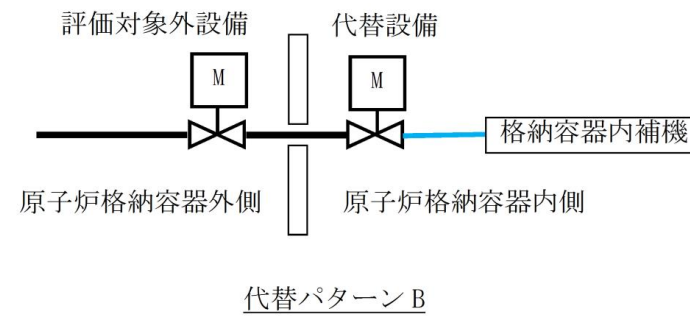 評価対象外設備
代替設備
M
M
格納容器内補機
原子炉格納容器外側
原子炉格納容器内側
代替パターン B